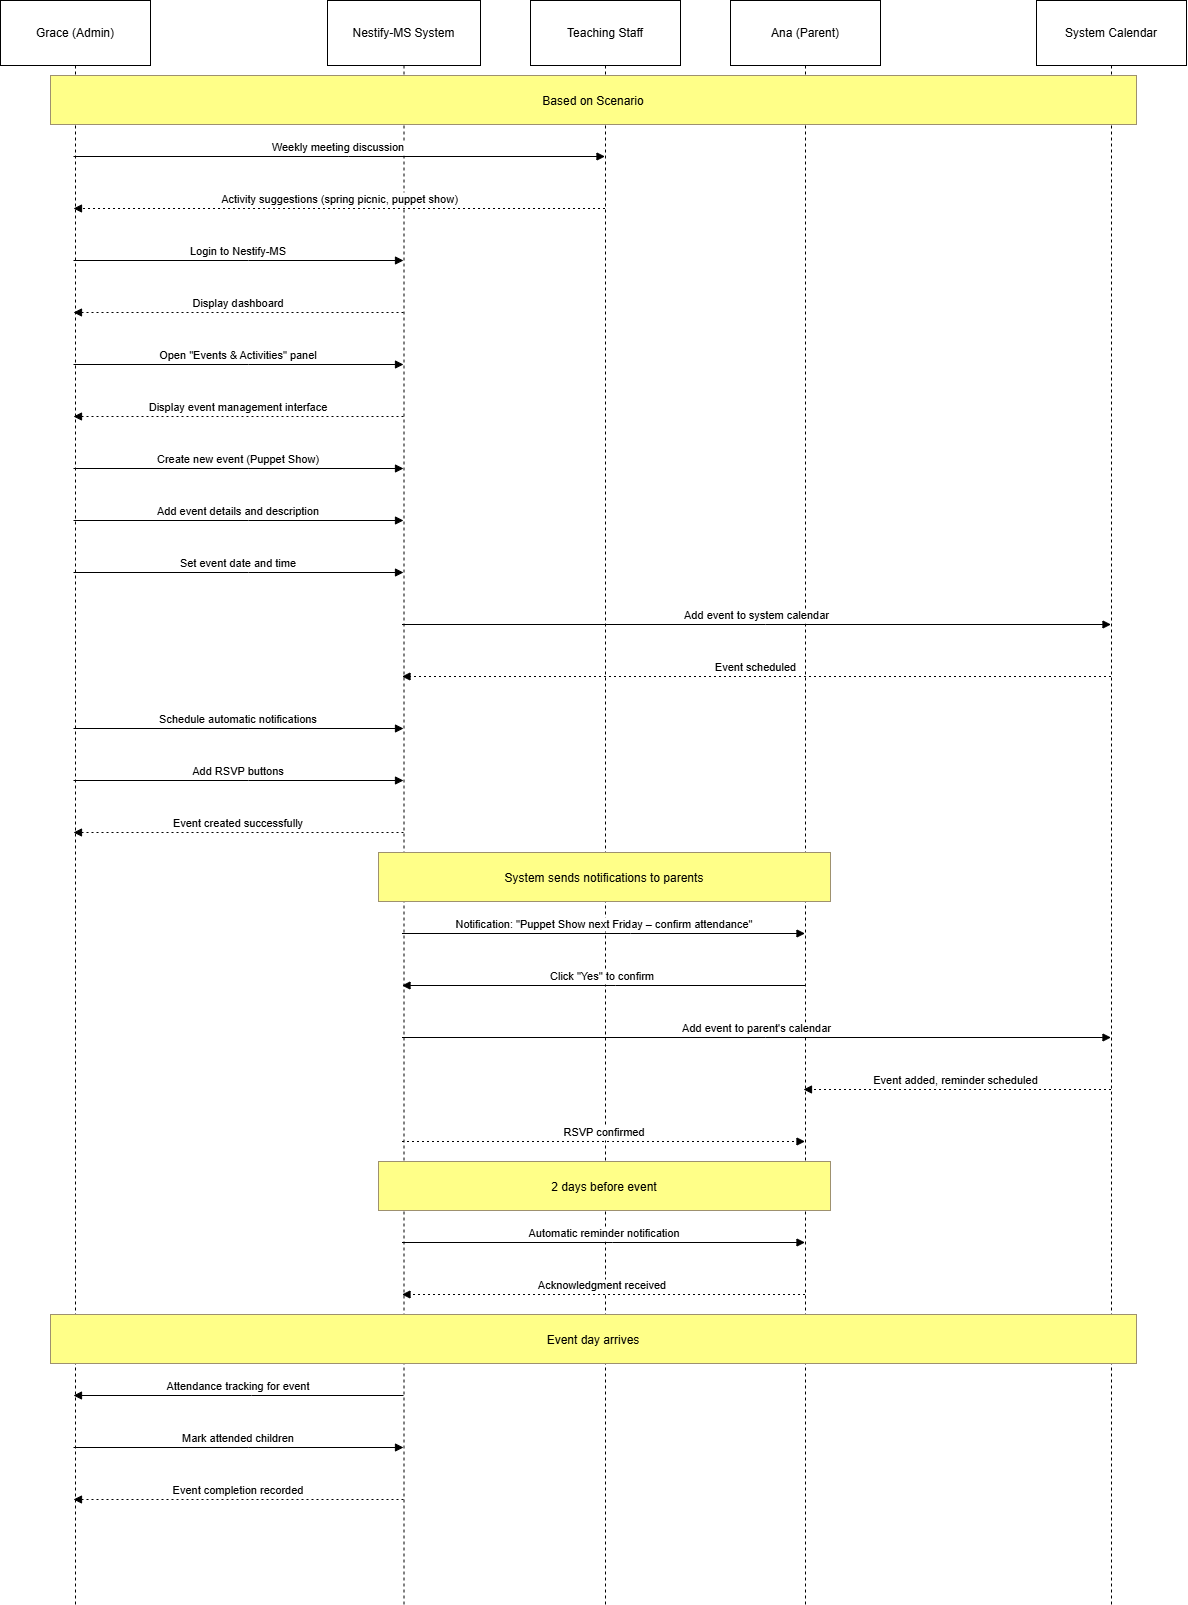 Grace (Admin)
Nestify-MS System
Teaching Staff
Ana (Parent)
System Calendar
Based on Scenario
Weekly meeting discussion
Activity suggestions (spring picnic, puppet show)
Login to Nestify-MS
Display dashboard
Open "Events & Activities" panel
Display event management interface
Create new event (Puppet Show)
Add event details and description
Set event date and time
Add event to system calendar
Event scheduled
Schedule automatic notifications
Add RSVP buttons
Event created successfully
System sends notifications to parents
Notification: "Puppet Show next Friday – confirm attendance"
Click "Yes" to confirm
Add event to parent's calendar
Event added, reminder scheduled
RSVP confirmed
2 days before event
Automatic reminder notification
Acknowledgment received
Event day arrives
Attendance tracking for event
Mark attended children
Event completion recorded